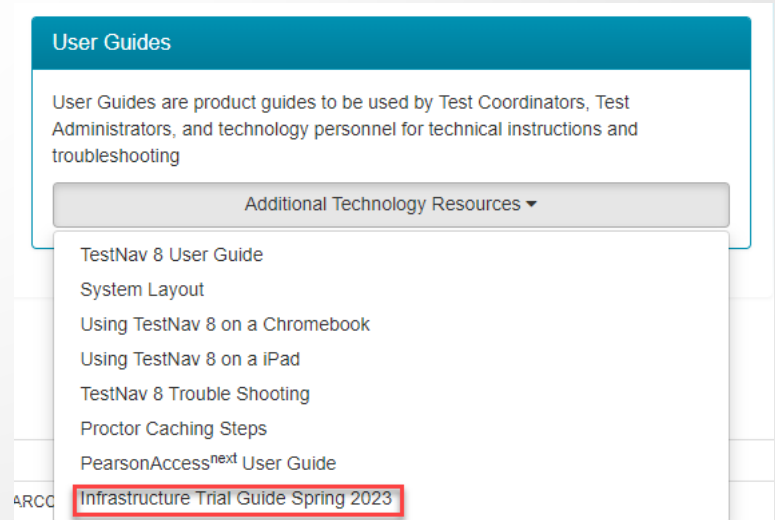 User Guides
User Guides are product guides to be used by Test Coordinators, Test
Administrators, and technology personnel for technical instructions and
troubleshooting
Additional Technology Resources
TestNav 8 User Guide
System Layout
Using TestNav 8 on a Chromebook
Using TestNav 8 on a iPad
TestNav 8 Trouble Shooting
Proctor Caching Steps
PearsonAccessnext User Guide
ARCC Infrastructure Trial Guide Spring 2023